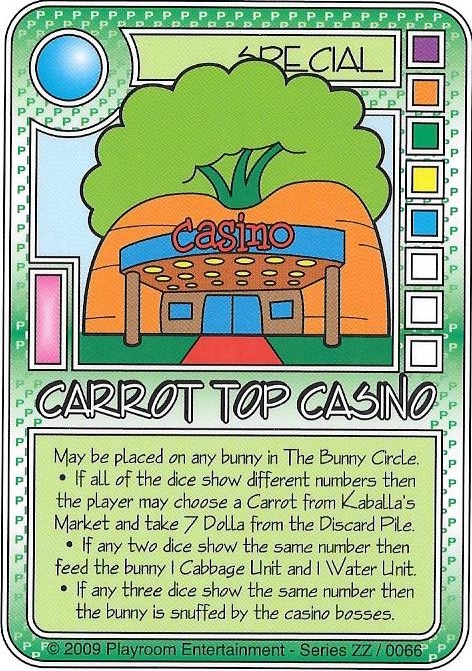 SPECIAL
Casino
CARROT TOP CASINO
May be placed on any bunny in The Bunny Circle.
• If all of the dice show different numbers then
the player may choose a Carrot from Kaballa's
Market and take 7 Dolla from the Discard Pile.
• If any two dice show the same number then
feed the bunny 1 Cabbage Unit and 1 Water Unit.
• If any three dice show the same number then
the bunny is snuffed by the casino bosses.
© 2009 Playroom Entertainment - Series ZZ / 0066